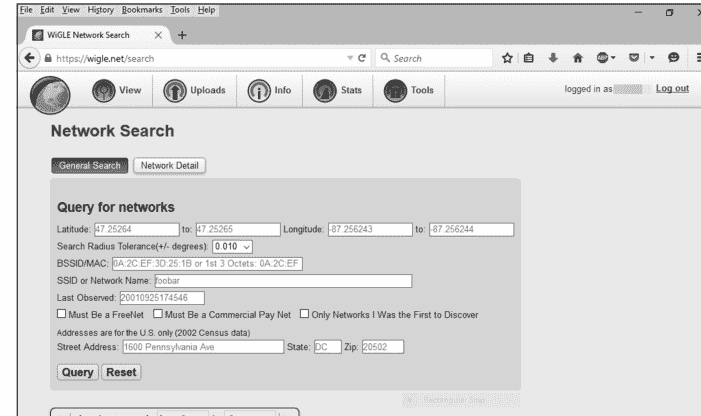 File Edit View History Bookmarks Tools Help
WiGLE Network Search
https://wigle.net/search Search
View Uploads Info Stats Tools logged in as Log out
Network Search
General Search Network Detail
Query for networks
Latitude: 47.25264 to: 47.25265 Longitude: -87.256243 to: -87.256244
Search Radius Tolerance(+/- degrees): 0.010
BSSID/MAC: 0A:2C:EF:3D:25:1B or 1st 3 Octets: 0A:2C:EF
SSID or Network Name: foobar
Last Observed: 20010925174546
Must Be a FreeNet Must Be a Commercial Pay Net Only Networks I Was the First to Discover
Addresses are for the U.S. only (2002 Census data)
Street Address: 1600 Pennsylvania Ave State: DC Zip: 20502
Query Reset
Rectangular Snip